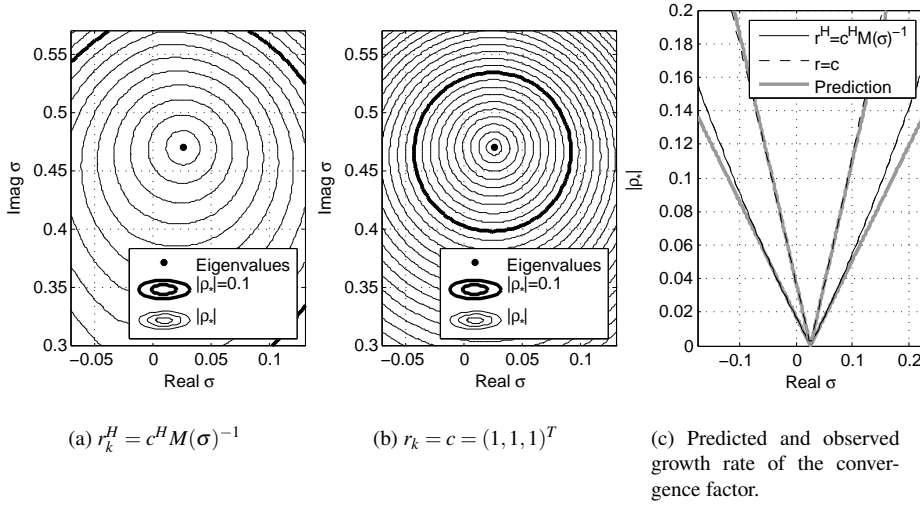 0.55
0.5
0.45
0.4
0.35
0.3
Imag σ
−0.05 0 0.05 0.1
Real σ
Eigenvalues
|ρ*|=0.1
|ρ*|
(a) r_k^H = c^H M(σ)^−1
0.55
0.5
0.45
0.4
0.35
0.3
Imag σ
−0.05 0 0.05 0.1
Real σ
Eigenvalues
|ρ*|=0.1
|ρ*|
(b) r_k = c = (1,1,1)^T
0.2
0.18
0.16
0.14
0.12
0.1
0.08
0.06
0.04
0.02
0
|ρ*|
−0.1 0 0.1 0.2
Real σ
r^H=c^H M(σ)^−1
r=c
Prediction
(c) Predicted and observed
growth rate of the conver-
gence factor.